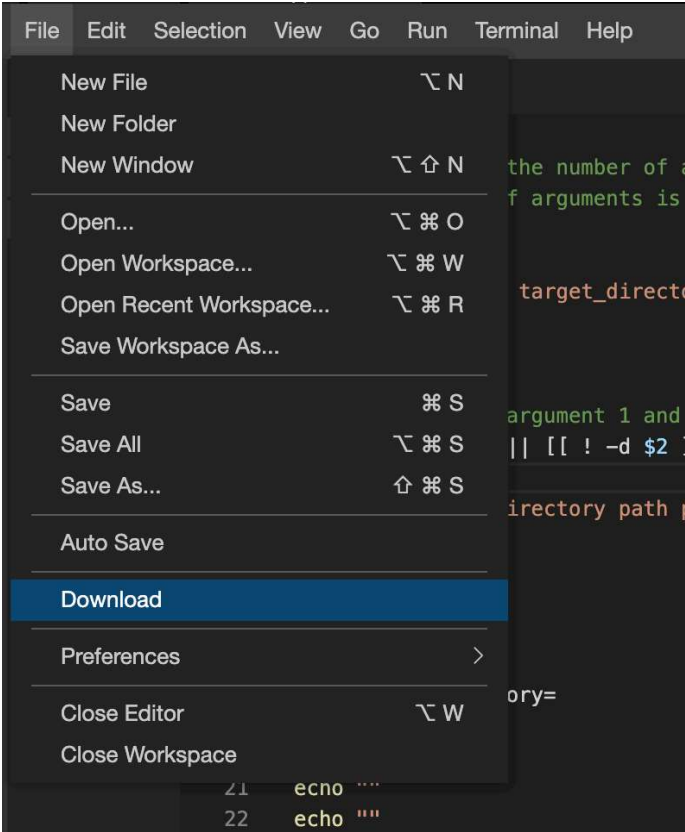 File Edit Selection View Go Run Terminal Help
New File ⌥ N
New Folder
New Window ⌥ ⇧ N
the number of
f arguments is
Open... ⌥ ⌘ O
Open Workspace... ⌥ ⌘ W
Open Recent Workspace... ⌥ ⌘ R
target_directo
Save Workspace As...
Save ⌘ S
argument 1 and
Save All ⌥ ⌘ S
|| [[ ! -d $2 ]
Save As... ⇧ ⌘ S
irectory path p
Auto Save
Download
Preferences >
ory=
Close Editor ⌥ W
Close Workspace
21 echo ""
22 echo ""